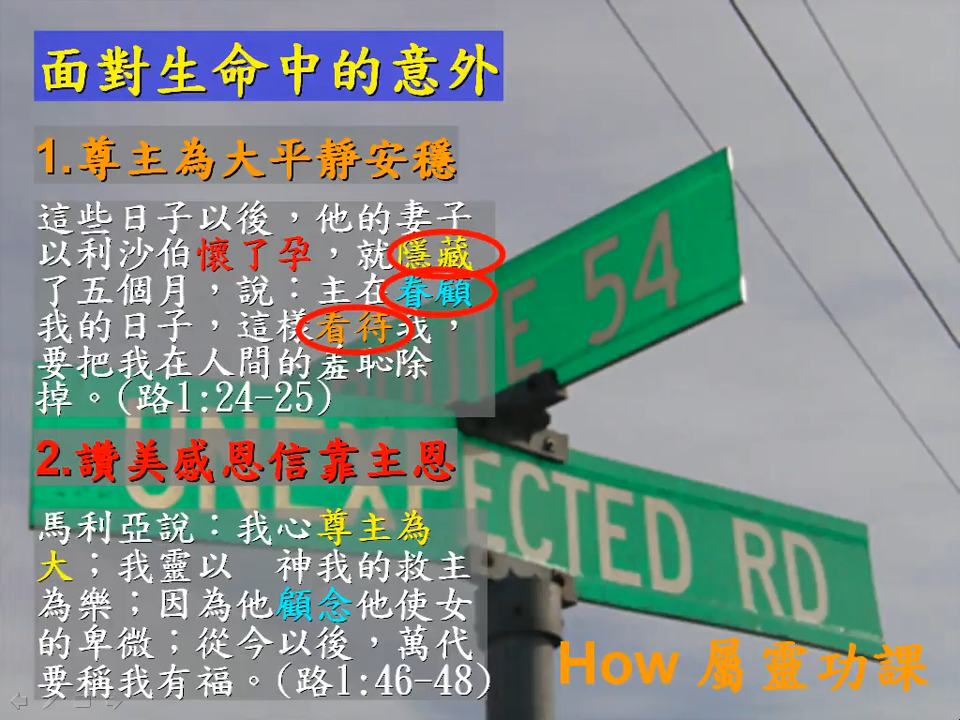 面對生命中的意外
1.尊主為大平靜安穩
這些日子以後，他的妻子
以利沙伯懷了孕，就隱藏
了五個月，說：主在眷顧
我的日子，這樣看待我，
要把我在人間的羞恥除
掉。(路1:24-25)
2.讚美感恩信靠主恩
馬利亞說：我心尊主為
大；我靈以　神我的救主
為樂；因為他顧念他使女
的卑微；從今以後，萬代
要稱我有福。(路1:46-48)
54
UNEXPECTED RD
How 屬靈功課